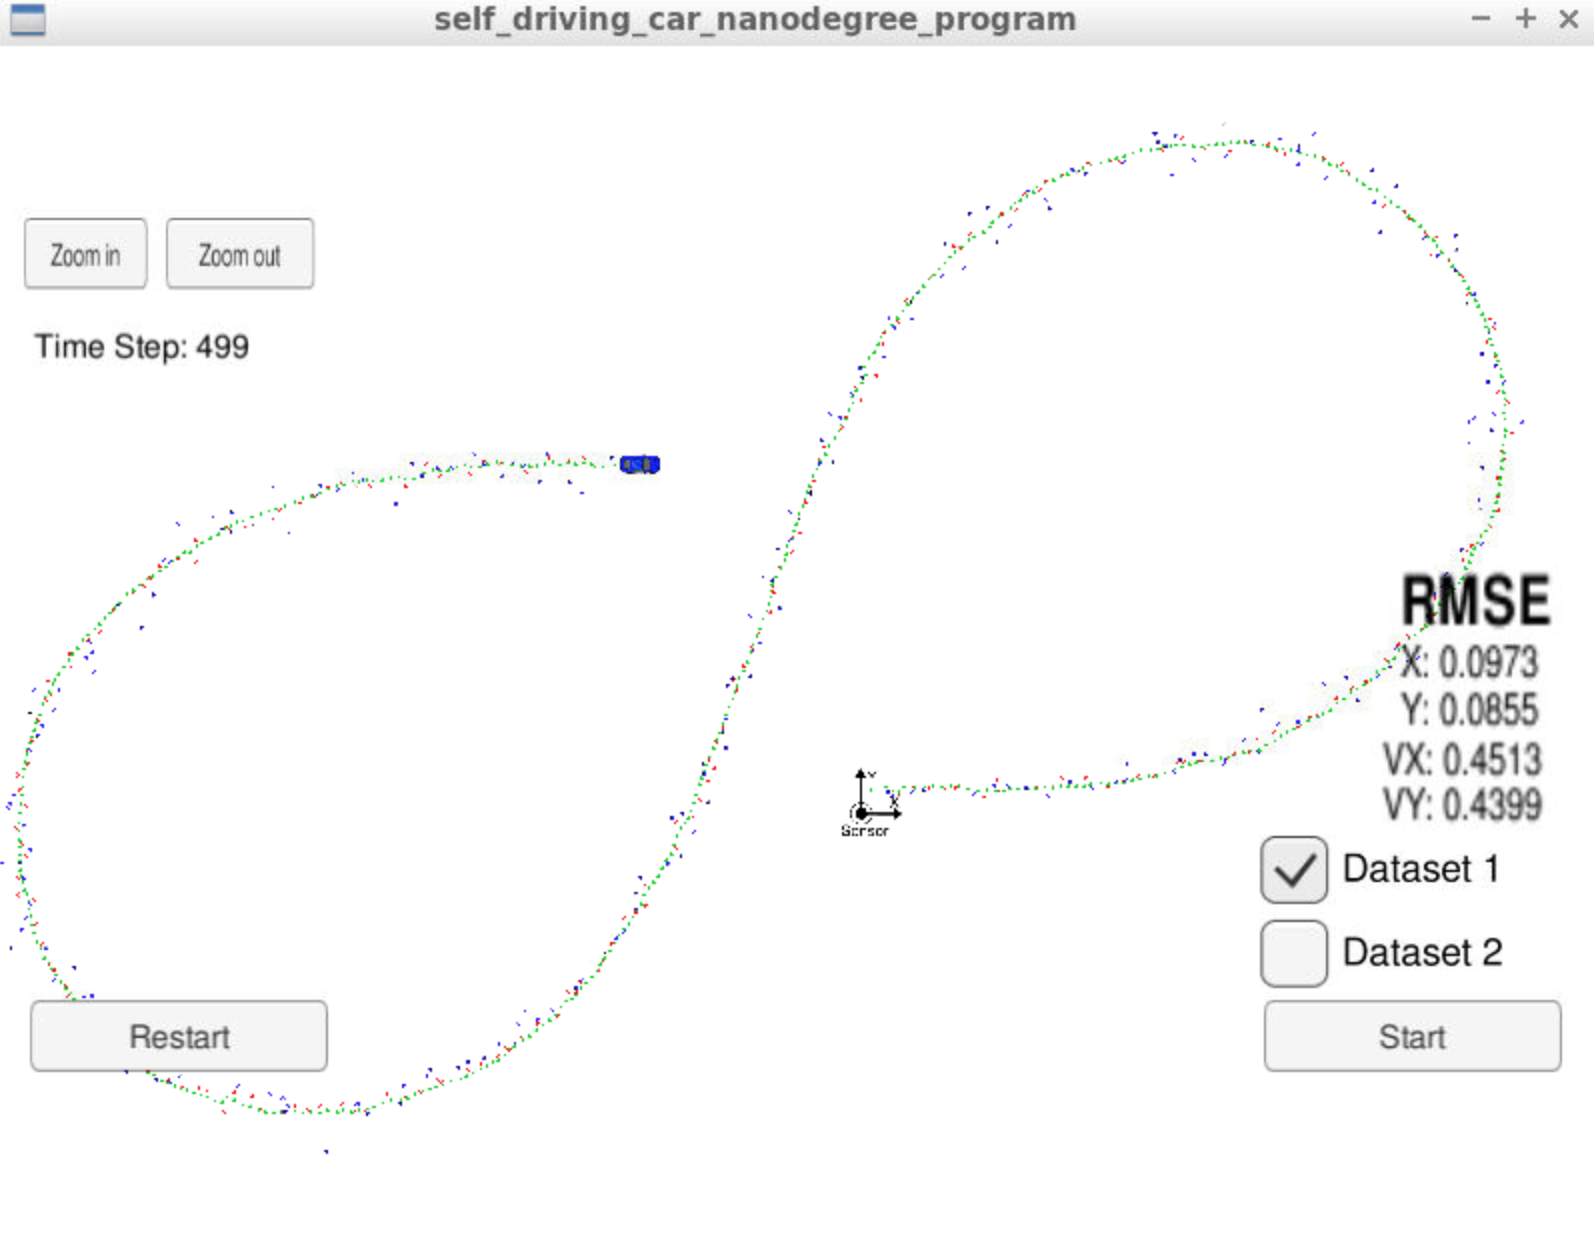 self_driving_car_nanodegree_program
Zoom in Zoom out
Time Step: 499
RMSE
X: 0.0973
Y: 0.0855
VX: 0.4513
VY: 0.4399
Y
X
Sensor
Dataset 1
Dataset 2
Restart
Start